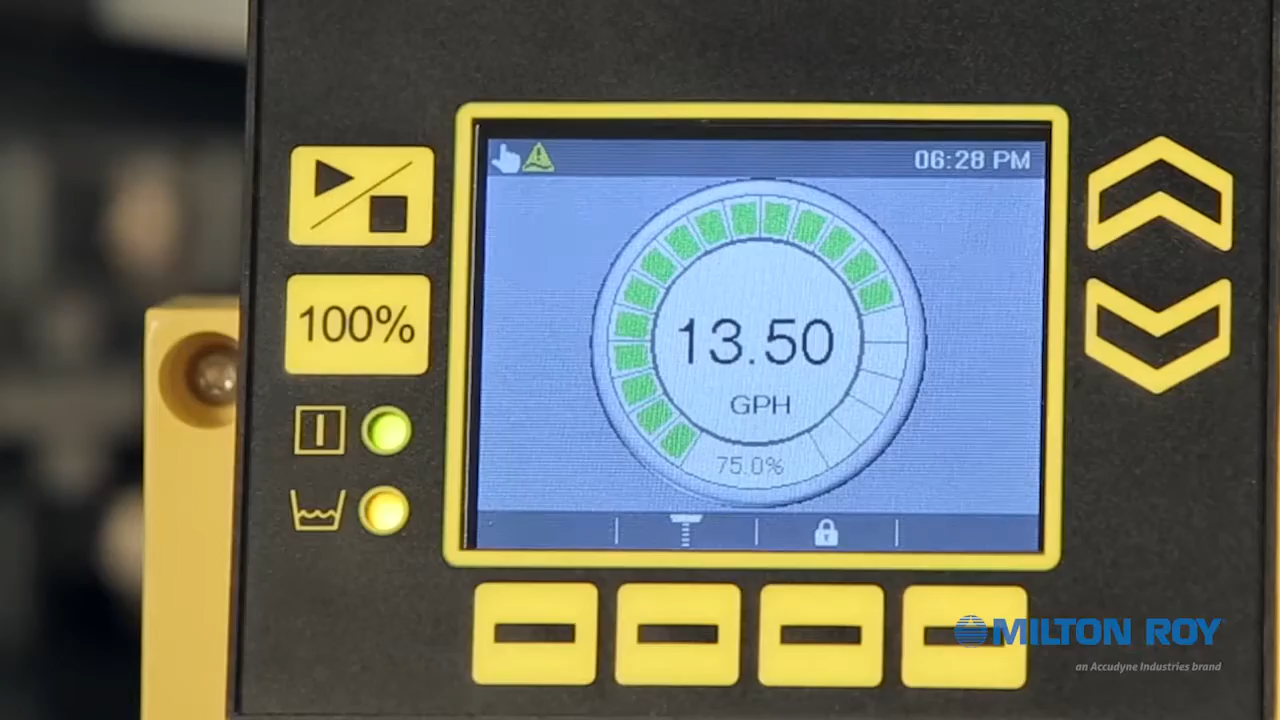 06:28 PM
100%
13.50
GPH
75.0%
MILTON ROY
an Accudyne Industries brand